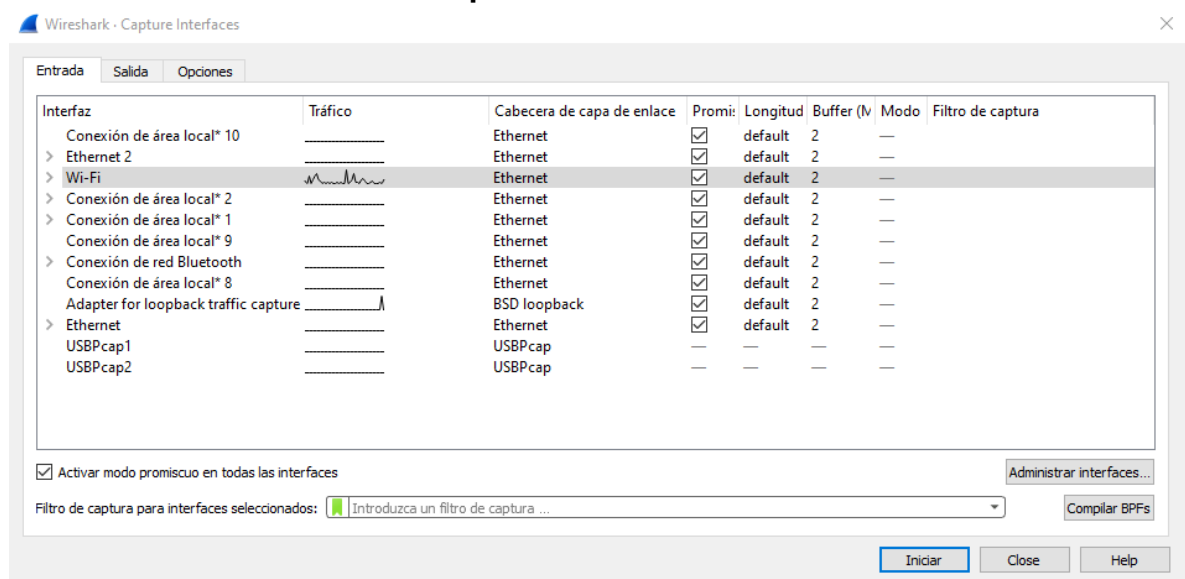 Wireshark · Capture Interfaces
Entrada Salida Opciones
Interfaz Tráfico Cabecera de capa de enlace Promis Longitud Buffer (M Modo Filtro de captura
Conexión de área local* 10 Ethernet default 2 —
Ethernet 2 Ethernet default 2 —
Wi-Fi Ethernet default 2 —
Conexión de área local* 2 Ethernet default 2 —
Conexión de área local* 1 Ethernet default 2 —
Conexión de área local* 9 Ethernet default 2 —
Conexión de red Bluetooth Ethernet default 2 —
Conexión de área local* 8 Ethernet default 2 —
Adapter for loopback traffic capture BSD loopback default 2 —
Ethernet Ethernet default 2 —
USBPcap1 USBPcap — — — —
USBPcap2 USBPcap — — — —
Activar modo promiscuo en todas las interfaces Administrar interfaces...
Filtro de captura para interfaces seleccionados: Introduzca un filtro de captura ... Compilar BPFs
Iniciar Close Help